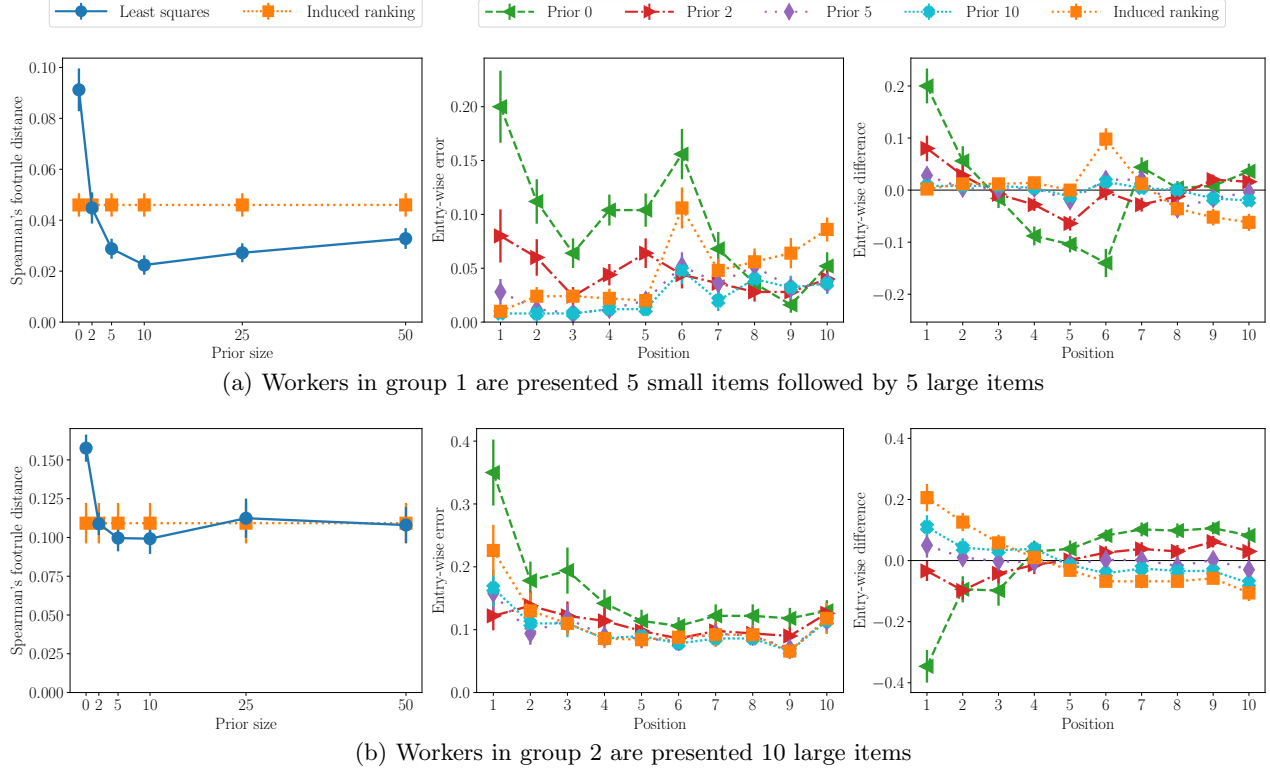 Least squares
Induced ranking
Prior 0
Prior 2
Prior 5
Prior 10
Induced ranking
Spearman's footrule distance
0.10
0.08
0.06
0.04
0.02
0.00
0 2 5 10 25 50
Prior size
Entry-wise error
0.20
0.15
0.10
0.05
0.00
1 2 3 4 5 6 7 8 9 10
Position
Entry-wise difference
0.2
0.1
0.0
−0.1
−0.2
1 2 3 4 5 6 7 8 9 10
Position
(a) Workers in group 1 are presented 5 small items followed by 5 large items
Spearman's footrule distance
0.150
0.125
0.100
0.075
0.050
0.025
0.000
0 2 5 10 25 50
Prior size
Entry-wise error
0.4
0.3
0.2
0.1
0.0
1 2 3 4 5 6 7 8 9 10
Position
Entry-wise difference
0.4
0.2
0.0
−0.2
−0.4
1 2 3 4 5 6 7 8 9 10
Position
(b) Workers in group 2 are presented 10 large items